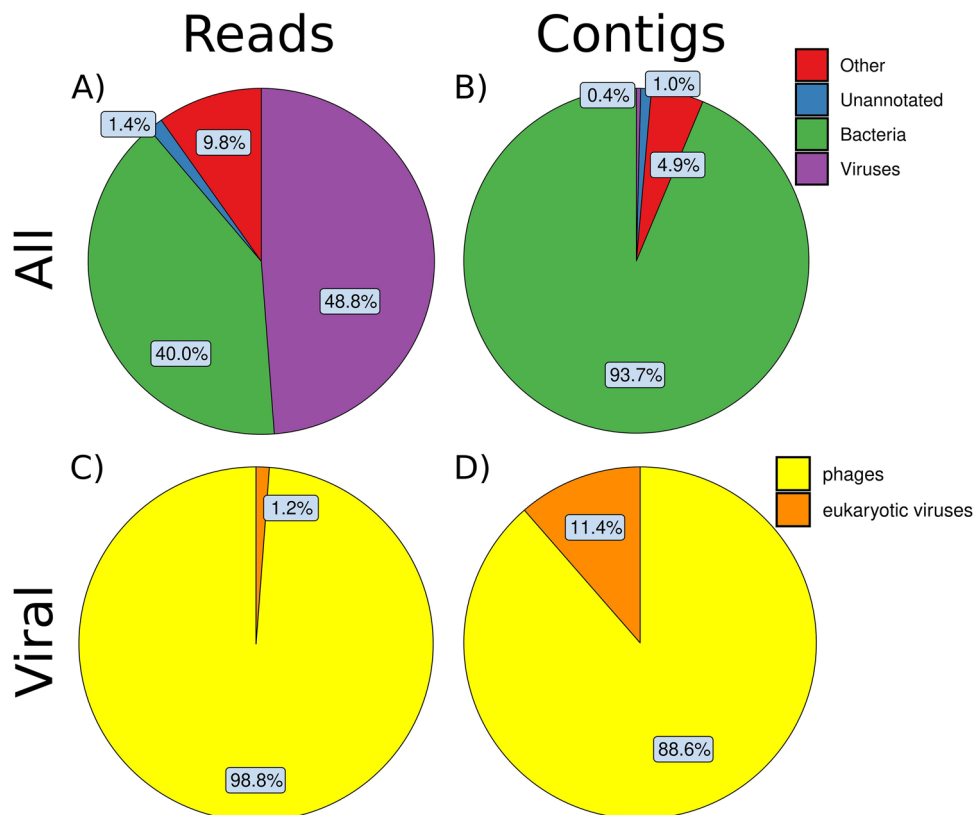 Reads
Contigs
A)
B)
Other
Unannotated
Bacteria
Viruses
1.4%
9.8%
48.8%
40.0%
0.4%
1.0%
4.9%
93.7%
All
C)
D)
phages
eukaryotic viruses
1.2%
98.8%
11.4%
88.6%
Viral